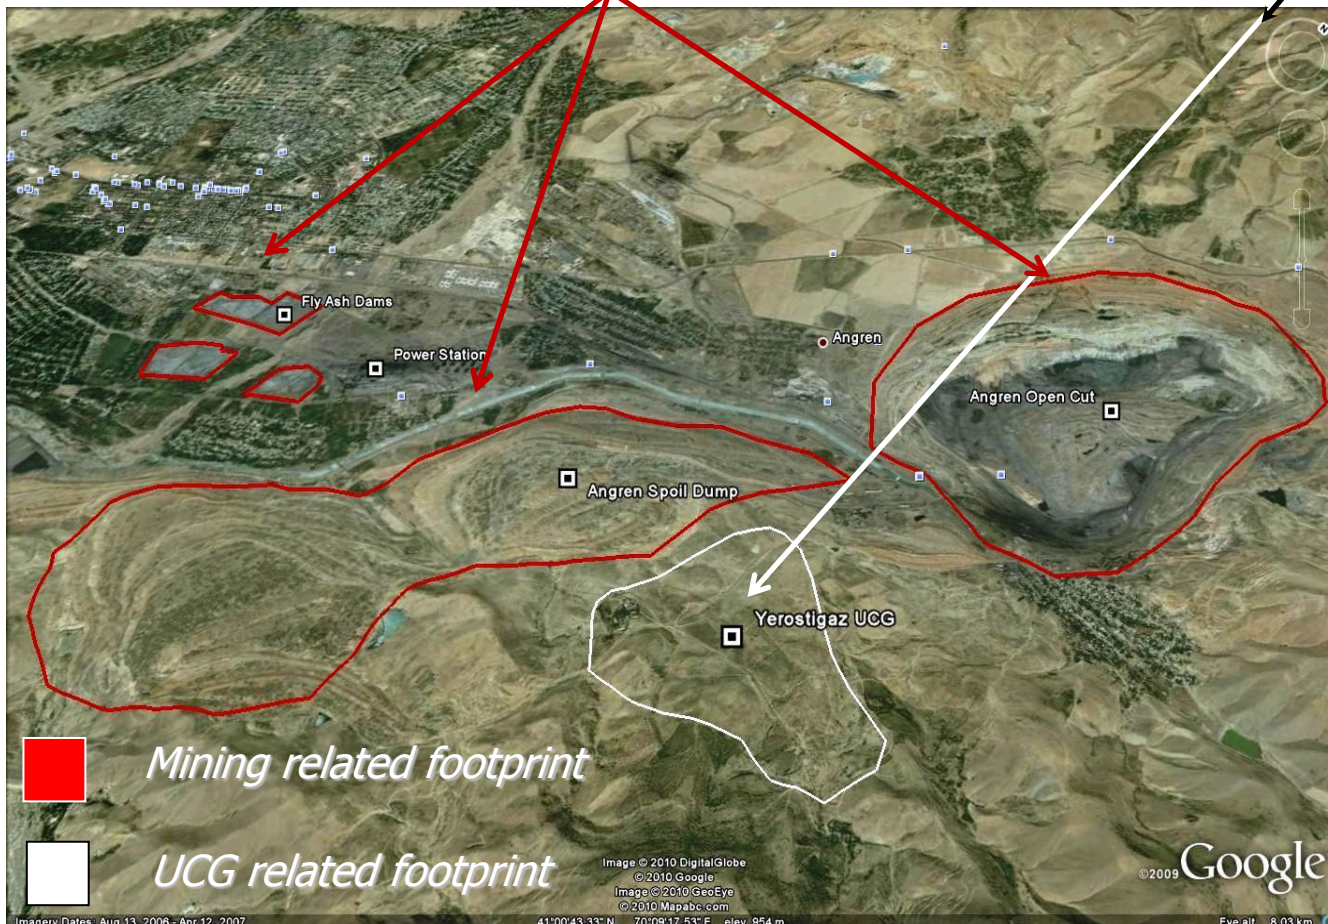 N
Fly Ash Dams
Power Station
Angren
Angren Open Cut
Angren Spoil Dump
Yerostigaz UCG
Mining related footprint
UCG related footprint
Image © 2010 DigitalGlobe
© 2010 Google
Image © 2010 GeoEye
© 2010 Mapabc.com
©2009 Google
Imagery Dates: Aug 13, 2006 - Apr 12, 2007 41°00'43.33" N 70°09'17.53" E elev 954 m Eye alt 8.03 km